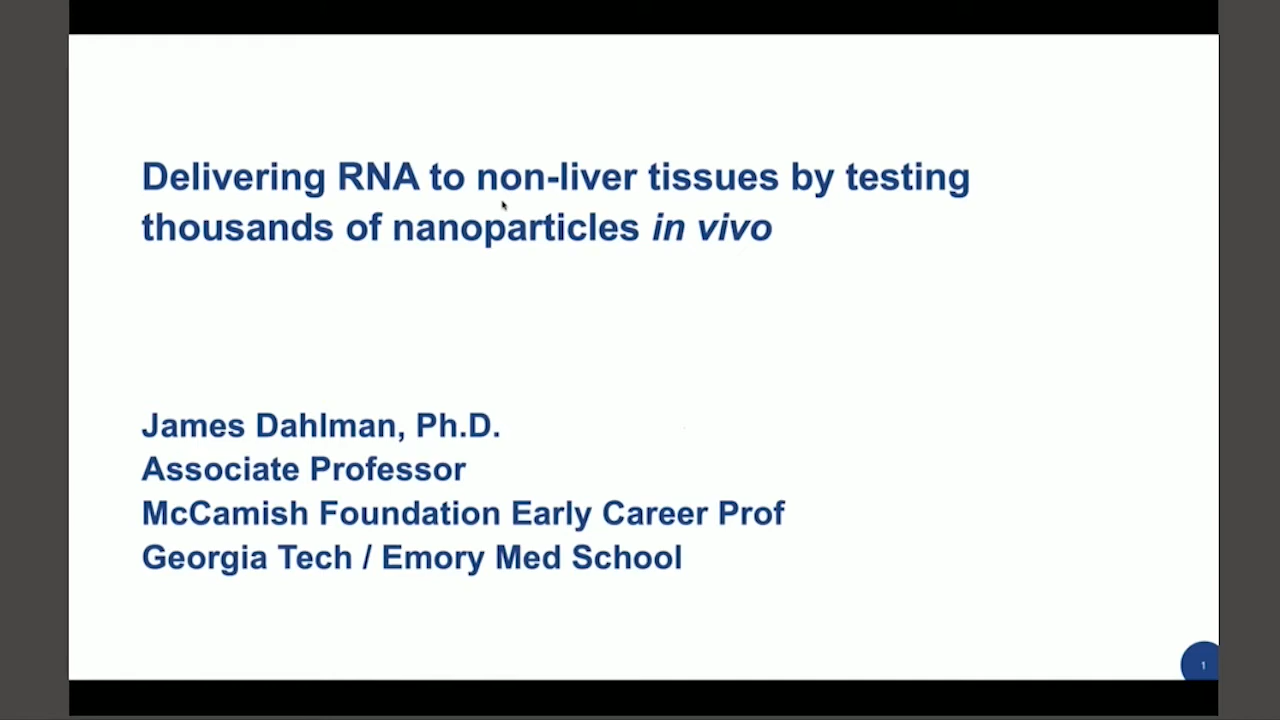 Delivering RNA to non-liver tissues by testing
thousands of nanoparticles in vivo
James Dahlman, Ph.D.
Associate Professor
McCamish Foundation Early Career Prof
Georgia Tech / Emory Med School
1